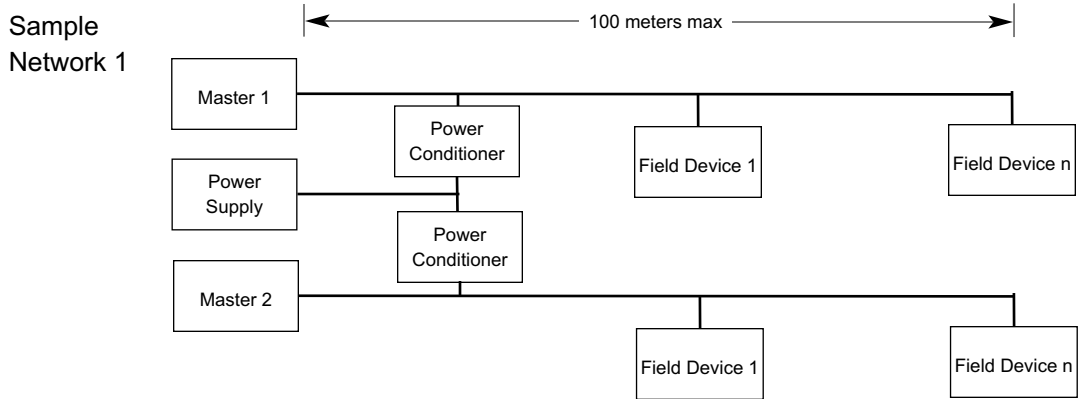 Sample
Network 1
100 meters max
Master 1
Power
Conditioner
Field Device 1
Field Device n
Power
Supply
Power
Conditioner
Master 2
Field Device 1
Field Device n